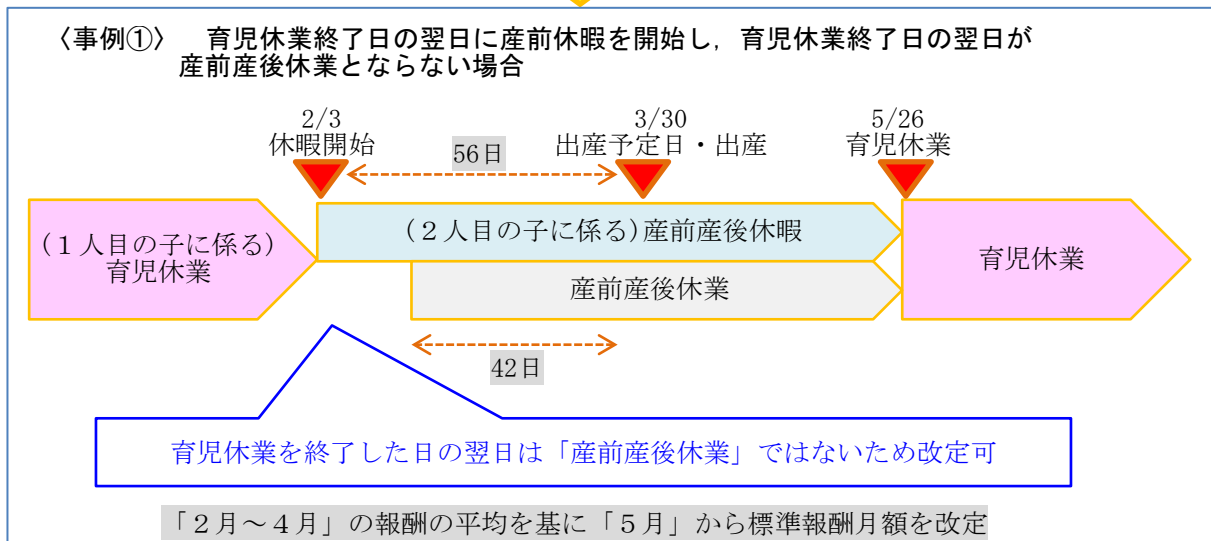 〈事例①〉　育児休業終了日の翌日に産前休暇を開始し，育児休業終了日の翌日が
産前産後休業とならない場合
2/3
休暇開始
56日
3/30
出産予定日・出産
5/26
育児休業
(１人目の子に係る)
育児休業
(２人目の子に係る)産前産後休暇
産前産後休業
育児休業
42日
育児休業を終了した日の翌日は「産前産後休業」ではないため改定可
「２月～４月」の報酬の平均を基に「５月」から標準報酬月額を改定